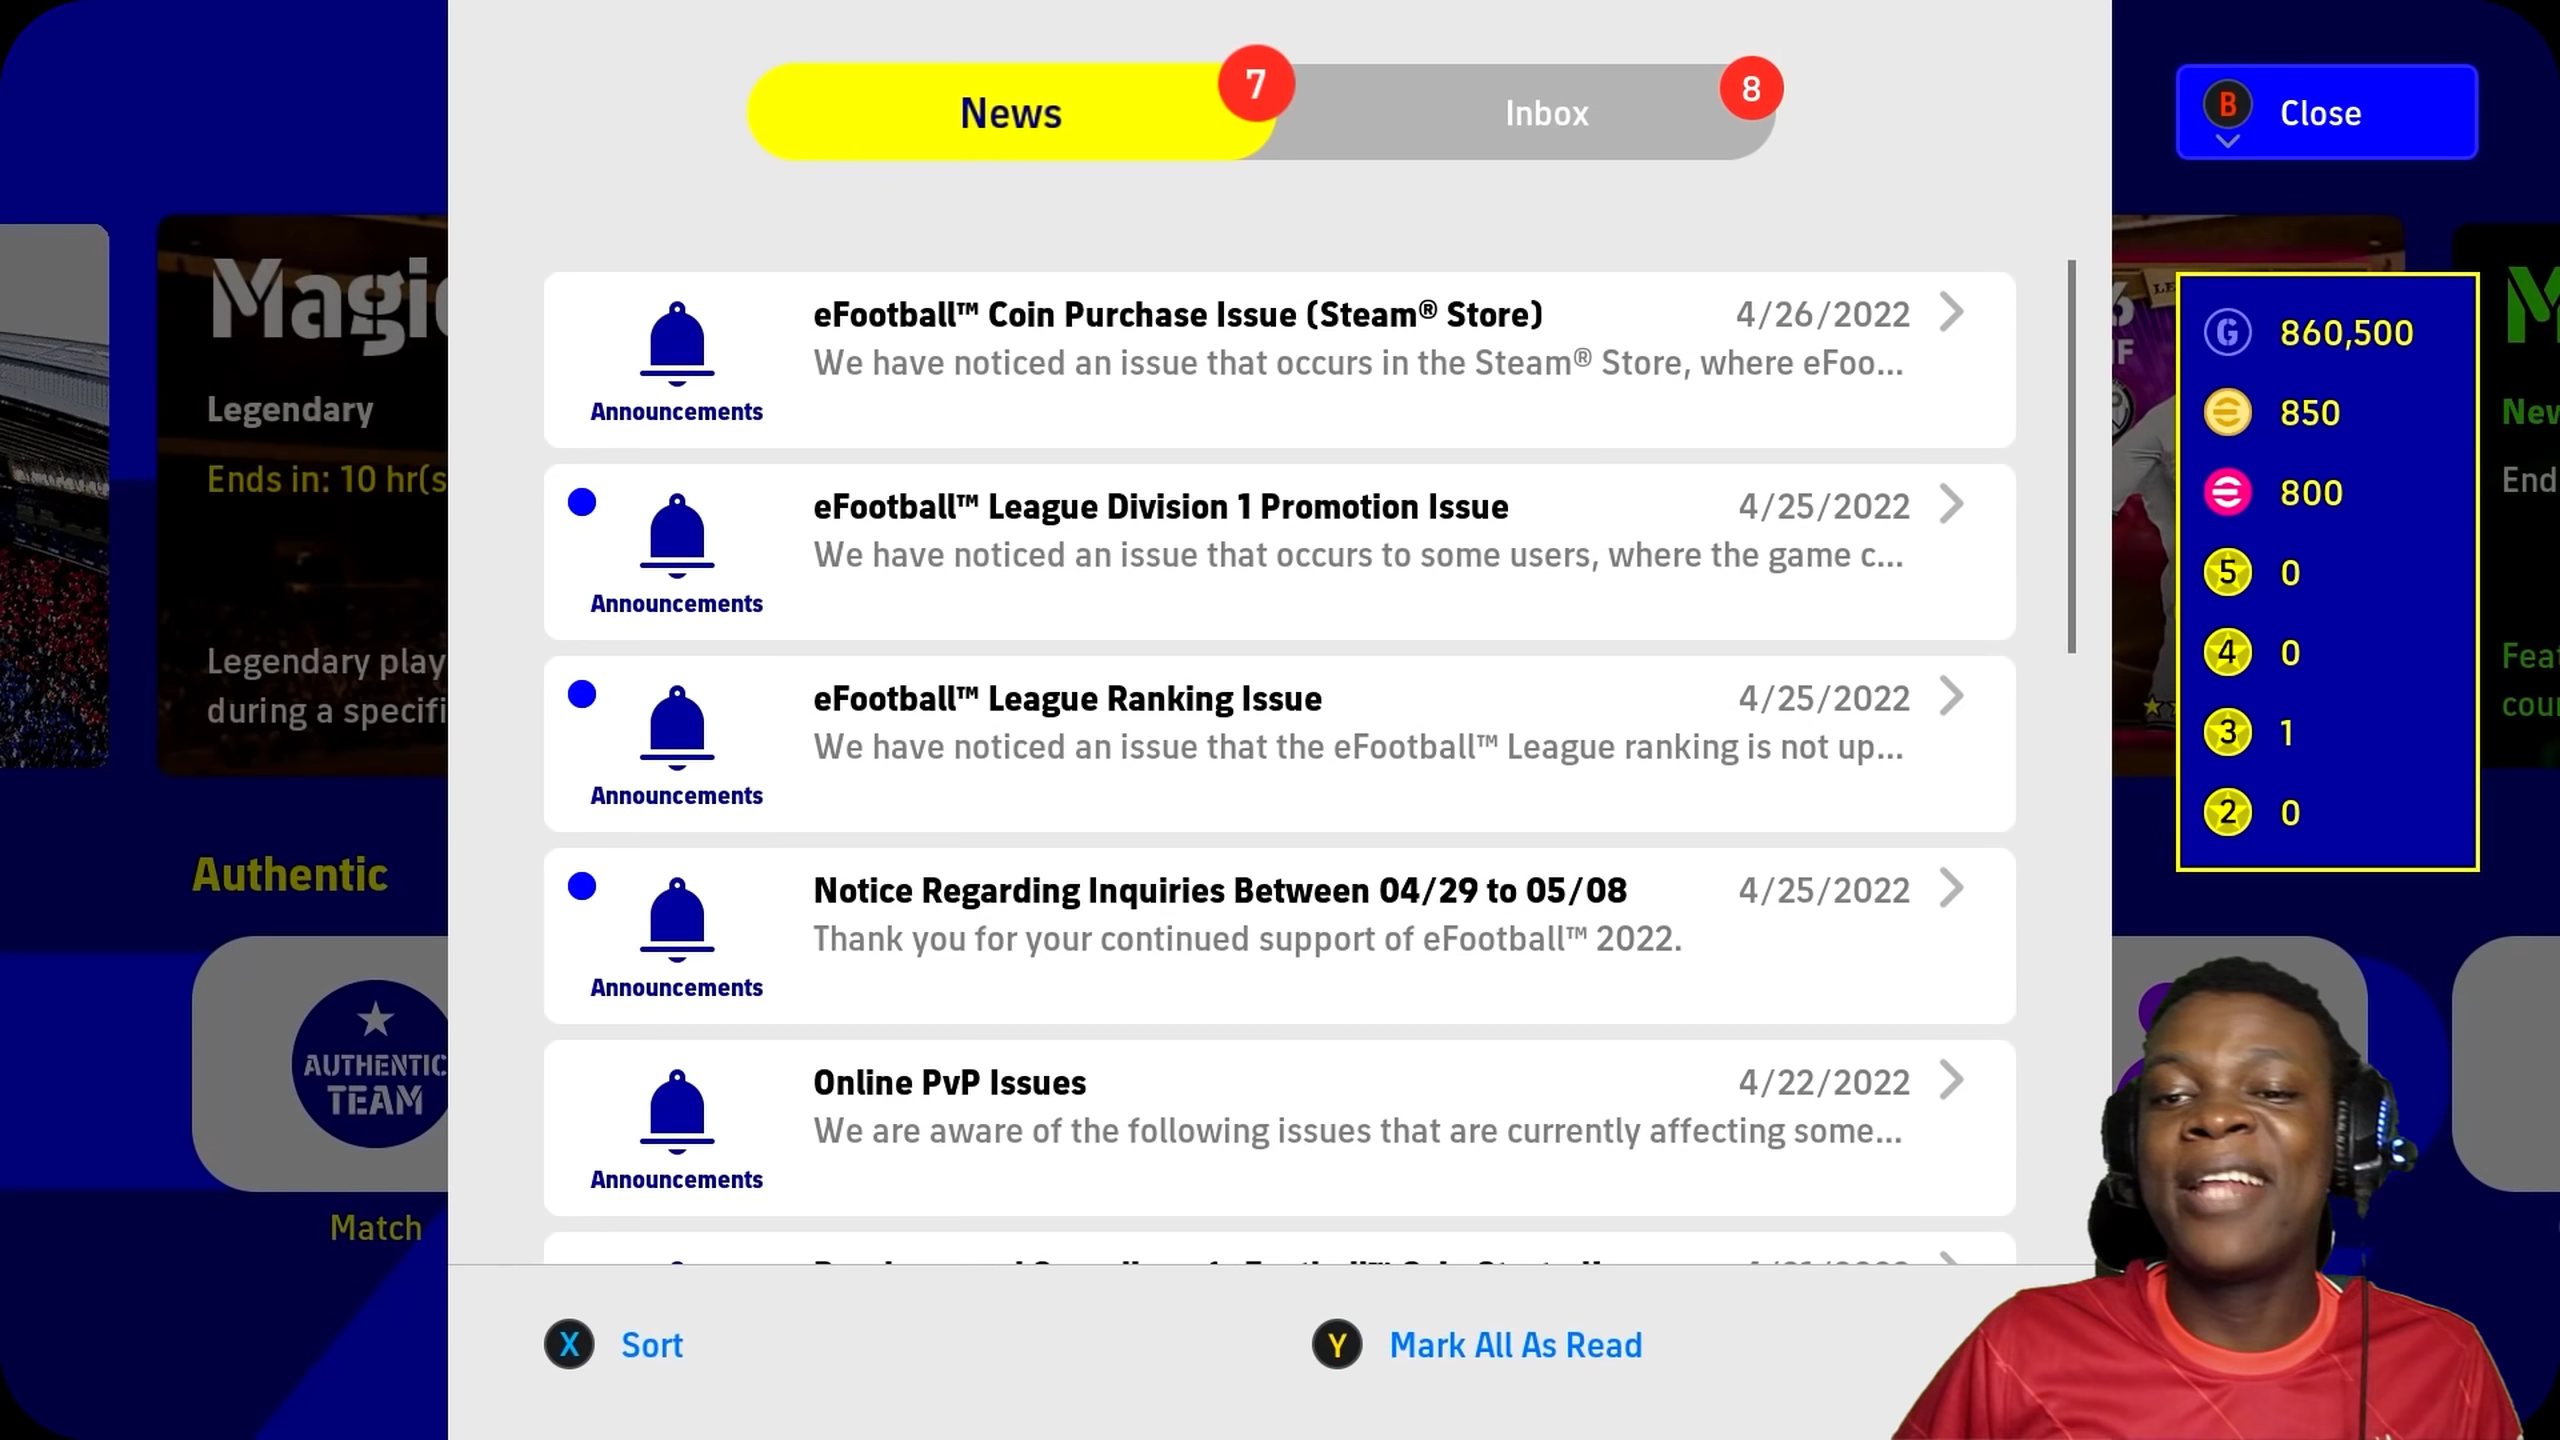 News
7
Inbox
8
B
Close
eFootball™ Coin Purchase Issue (Steam® Store)
4/26/2022
We have noticed an issue that occurs in the Steam® Store, where eFoo...
Announcements
eFootball™ League Division 1 Promotion Issue
4/25/2022
We have noticed an issue that occurs to some users, where the game c...
Announcements
eFootball™ League Ranking Issue
4/25/2022
We have noticed an issue that the eFootball™ League ranking is not up...
Announcements
Notice Regarding Inquiries Between 04/29 to 05/08
4/25/2022
Thank you for your continued support of eFootball™ 2022.
Announcements
Online PvP Issues
4/22/2022
We are aware of the following issues that are currently affecting some...
Announcements
X Sort
Y Mark All As Read
Legendary
Ends in: 10 hr(s
Legendary play
during a specifi
Authentic
AUTHENTIC
TEAM
Match
G 860,500
850
800
5 0
4 0
3 1
2 0
End